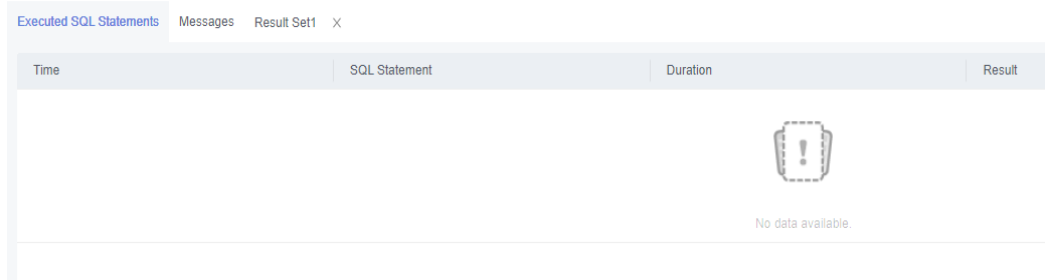 Executed SQL Statements Messages Result Set1 X
Time SQL Statement Duration Result
!
No data available.